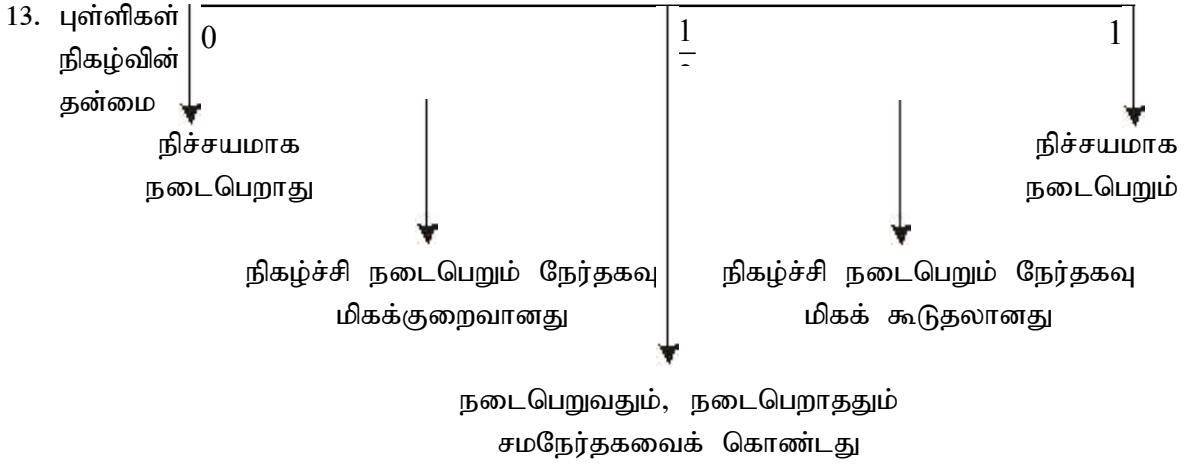 13. புள்ளிகள் 0 1 1
நிகழ்வின்
தன்மை
நிச்சயமாக நிச்சயமாக
நடைபெறாது நடைபெறும்
நிகழ்ச்சி நடைபெறும் நேர்தகவு நிகழ்ச்சி நடைபெறும் நேர்தகவு
மிகக்குறைவானது மிகக் கூடுதலானது
நடைபெறுவதும், நடைபெறாததும்
சமநேர்தகவைக் கொண்டது